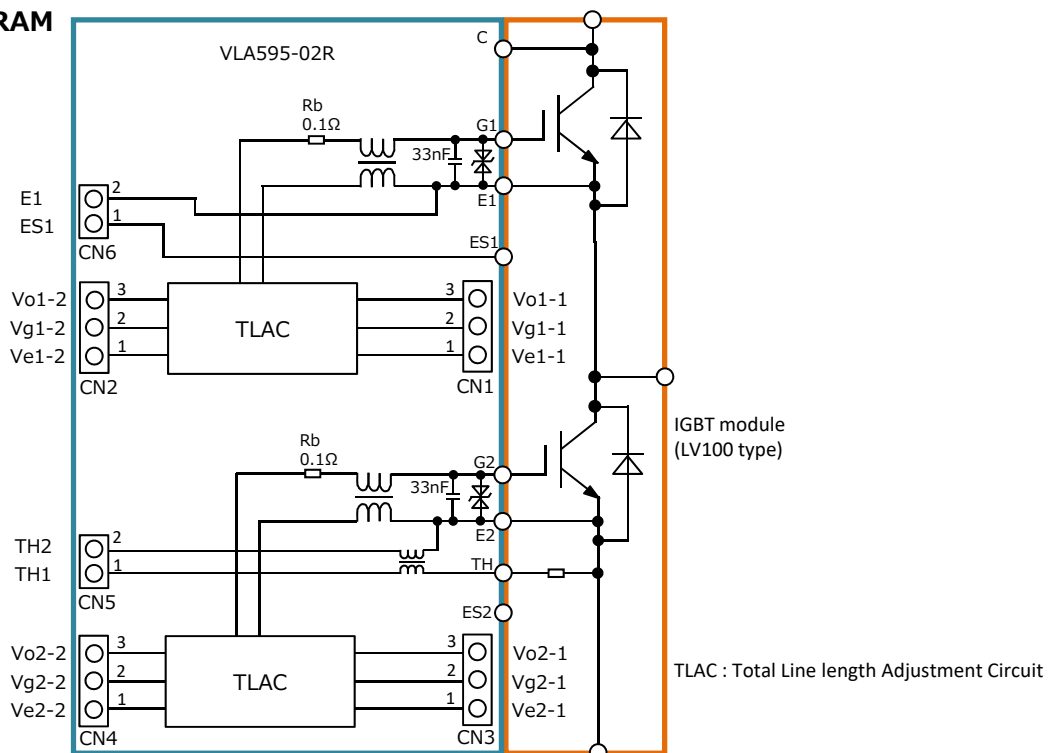 RAM
VLA595-02R
C
Rb
0.1Ω
G1
33nF
E1
2
E1
ES1
1
CN6
ES1
Vo1-2
3
3
Vo1-1
Vg1-2
2
TLAC
2
Vg1-1
Ve1-2
1
1
Ve1-1
CN2
CN1
IGBT module
(LV100 type)
Rb
0.1Ω
G2
33nF
E2
TH2
2
TH1
1
TH
CN5
ES2
Vo2-2
3
3
Vo2-1
Vg2-2
2
TLAC
2
Vg2-1
Ve2-2
1
1
Ve2-1
CN4
CN3
TLAC : Total Line length Adjustment Circuit